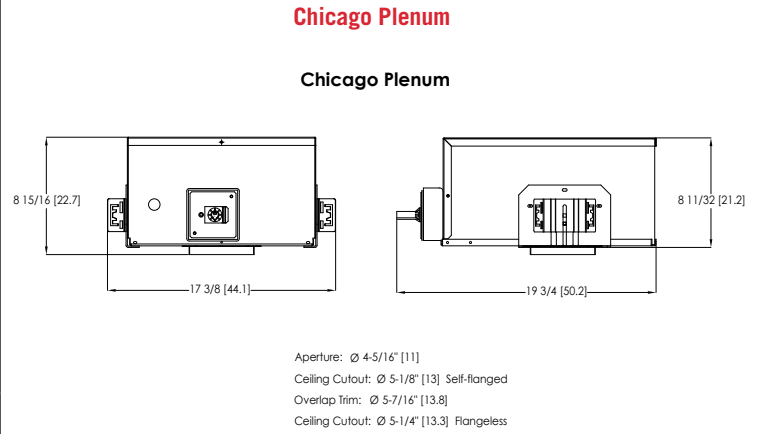 Chicago Plenum
Chicago Plenum
8 15/16 [22.7]
8 11/32 [21.2]
17 3/8 [44.1]
19 3/4 [50.2]
Aperture: Ø 4-5/16" [11]
Ceiling Cutout: Ø 5-1/8" [13] Self-flanged
Overlap Trim: Ø 5-7/16" [13.8]
Ceiling Cutout: Ø 5-1/4" [13.3] Flangeless